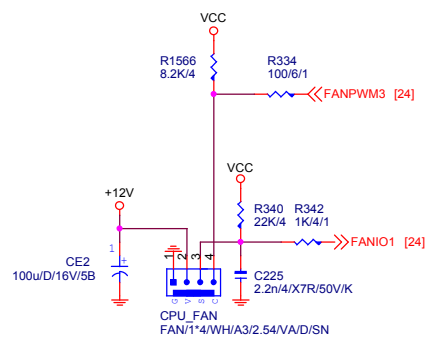 VCC
R1566
8.2K/4
R334
100/6/1
FANPWM3 [24]
VCC
+12V
R340
22K/4
R342
1K/4/1
FANIO1 [24]
1
+
CE2
100u/D/16V/5B
1
2
3
4
G
V
S
C
C225
2.2n/4/X7R/50V/K
CPU_FAN
FAN/1*4/WH/A3/2.54/VA/D/SN